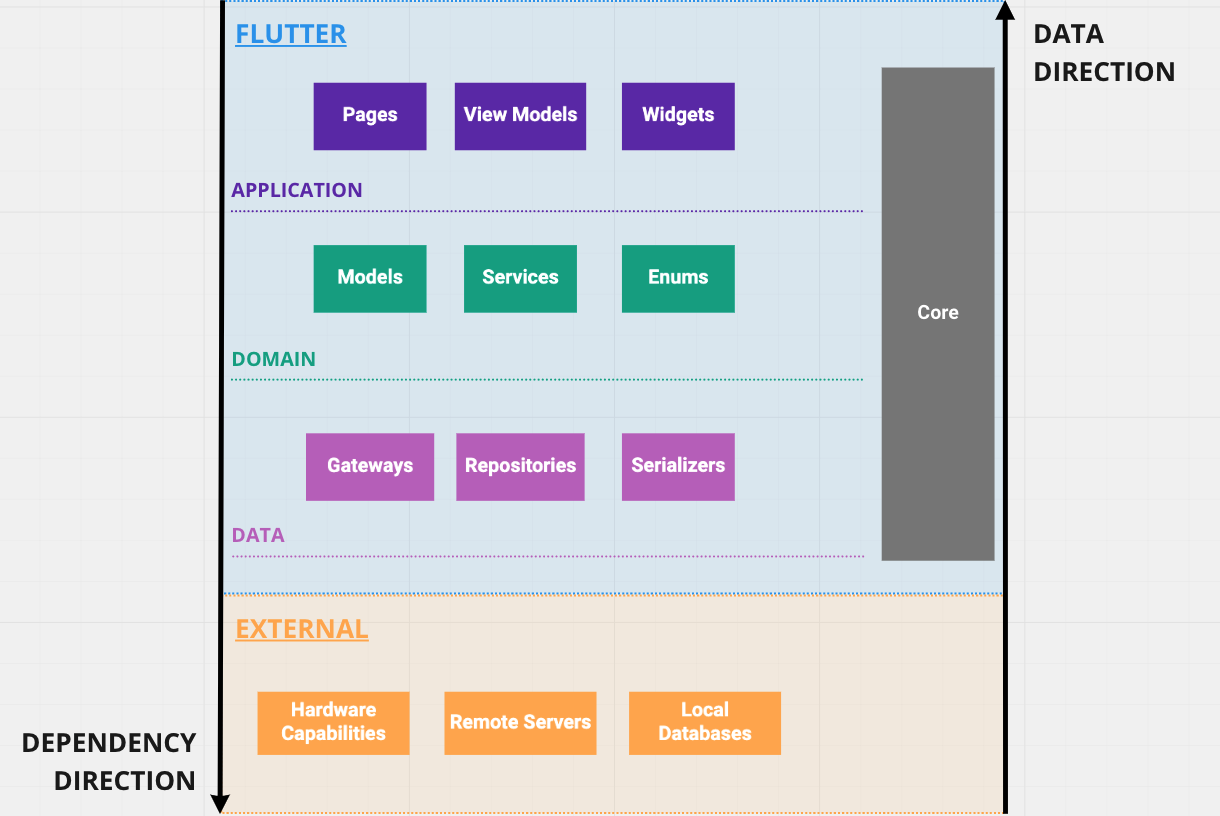 FLUTTER
DATA
DIRECTION
Pages
View Models
Widgets
APPLICATION
Models
Services
Enums
Core
DOMAIN
Gateways
Repositories
Serializers
DATA
EXTERNAL
Hardware
Capabilities
Remote Servers
Local
Databases
DEPENDENCY
DIRECTION